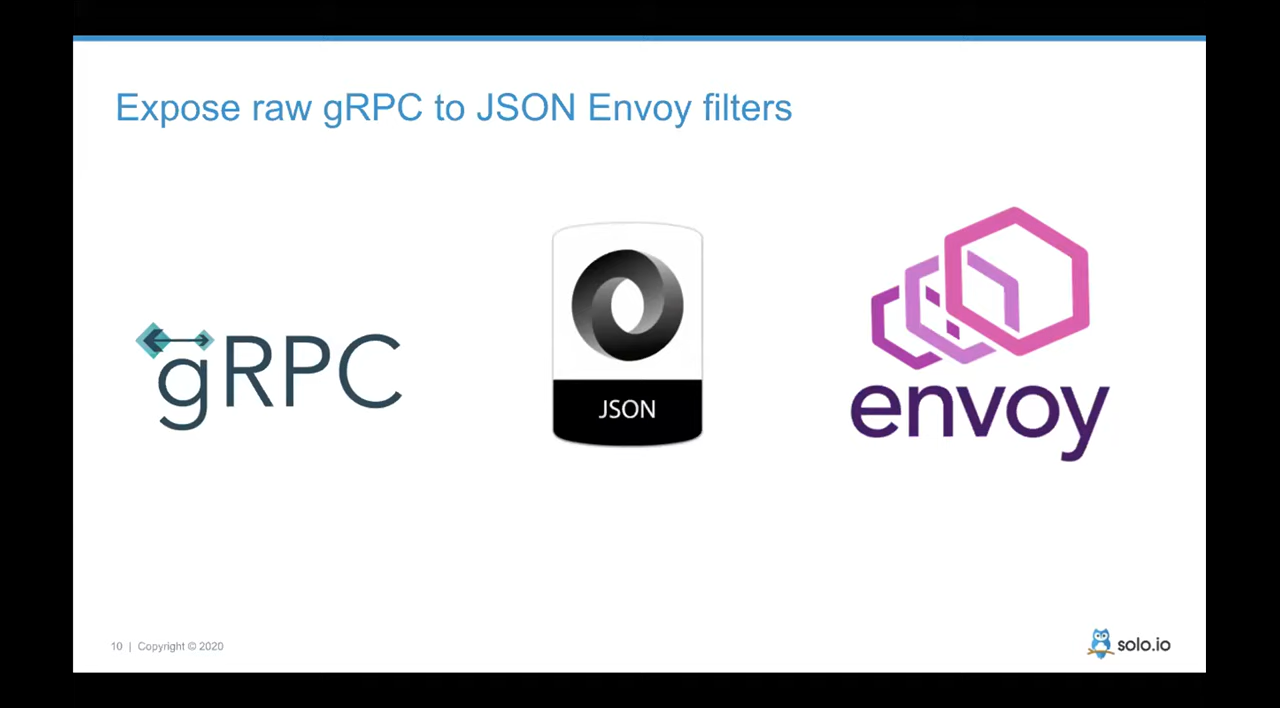 Expose raw gRPC to JSON Envoy filters
gRPC
JSON
envoy
10 | Copyright © 2020
solo.io